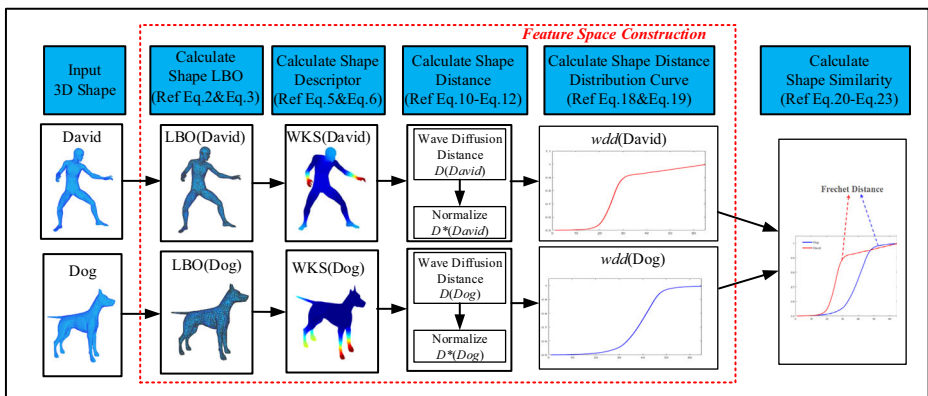 Feature Space Construction
Input
3D Shape
Calculate
Shape LBO
(Ref Eq.2&Eq.3)
Calculate Shape
Descriptor
(Ref Eq.5&Eq.6)
Calculate Shape
Distance
(Ref Eq.10-Eq.12)
Calculate Shape Distance
Distribution Curve
(Ref Eq.18&Eq.19)
Calculate
Shape Similarity
(Ref Eq.20-Eq.23)
David
LBO(David)
WKS(David)
Wave Diffusion
Distance
D(David)
Normalize
D*(David)
wdd(David)
Dog
LBO(Dog)
WKS(Dog)
Wave Diffusion
Distance
D(Dog)
Normalize
D*(Dog)
wdd(Dog)
Frechet Distance
Dog
David